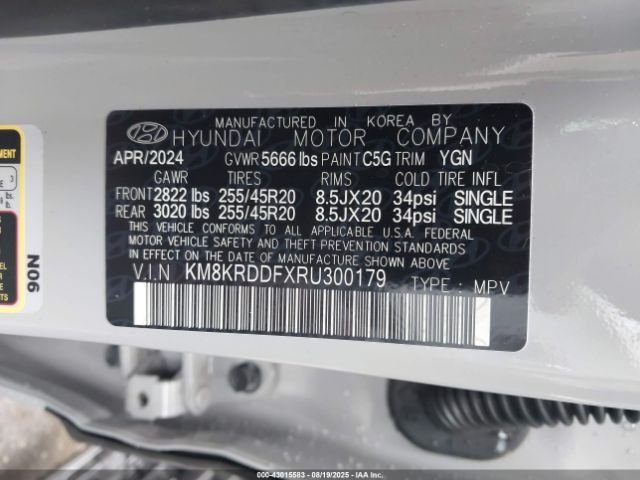 MANUFACTURED IN KOREA BY
HYUNDAI MOTOR COMPANY
APR/2024 GVWR 5666 lbs PAINT C5G TRIM YGN
GAWR TIRES RIMS COLD TIRE INFL
FRONT 2822 lbs 255/45R20 8.5JX20 34psi SINGLE
REAR 3020 lbs 255/45R20 8.5JX20 34psi SINGLE
THIS VEHICLE CONFORMS TO ALL APPLICABLE U.S.A. FEDERAL
MOTOR VEHICLE SAFETY AND THEFT PREVENTION STANDARDS
IN EFFECT ON THE DATE OF MANUFACTURE SHOWN ABOVE.
V.I.N KM8KRDDFXRU300179 TYPE : MPV
N06
000-43015583 - 08/19/2025 - IAAI.com